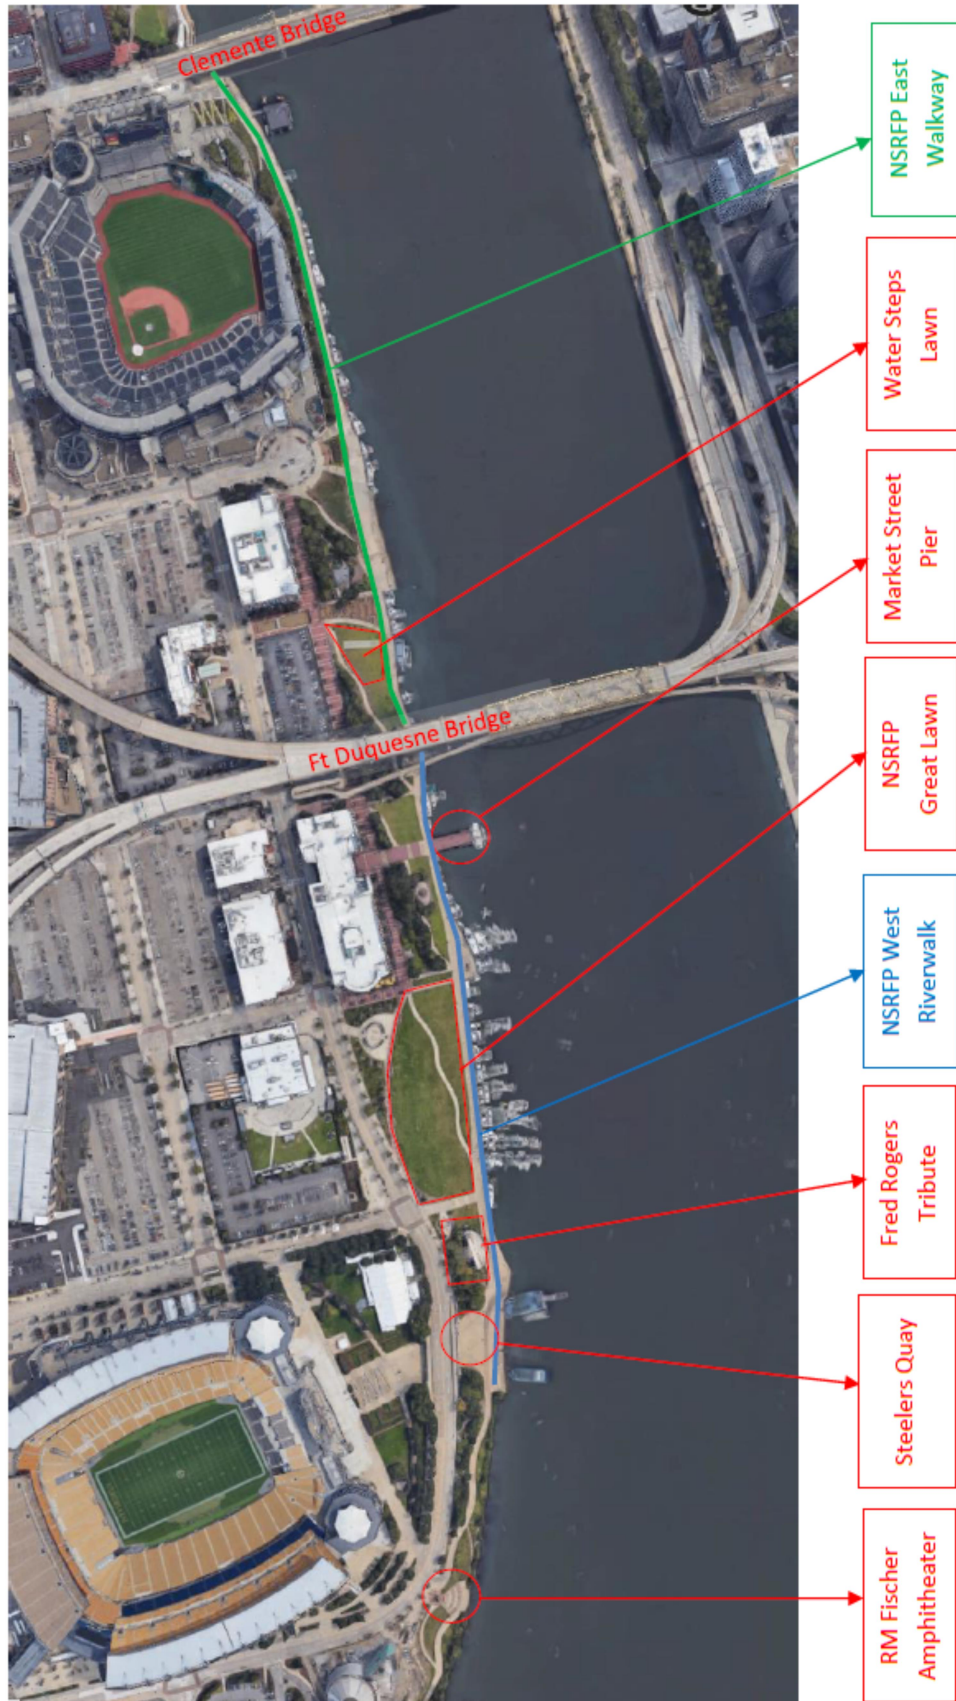 Clemente Bridge
Ft Duquesne Bridge
NSRFP East
Walkway
Water Steps
Lawn
Market Street
Pier
NSRFP
Great Lawn
NSRFP West
Riverwalk
Fred Rogers
Tribute
Steelers Quay
RM Fischer
Amphitheater